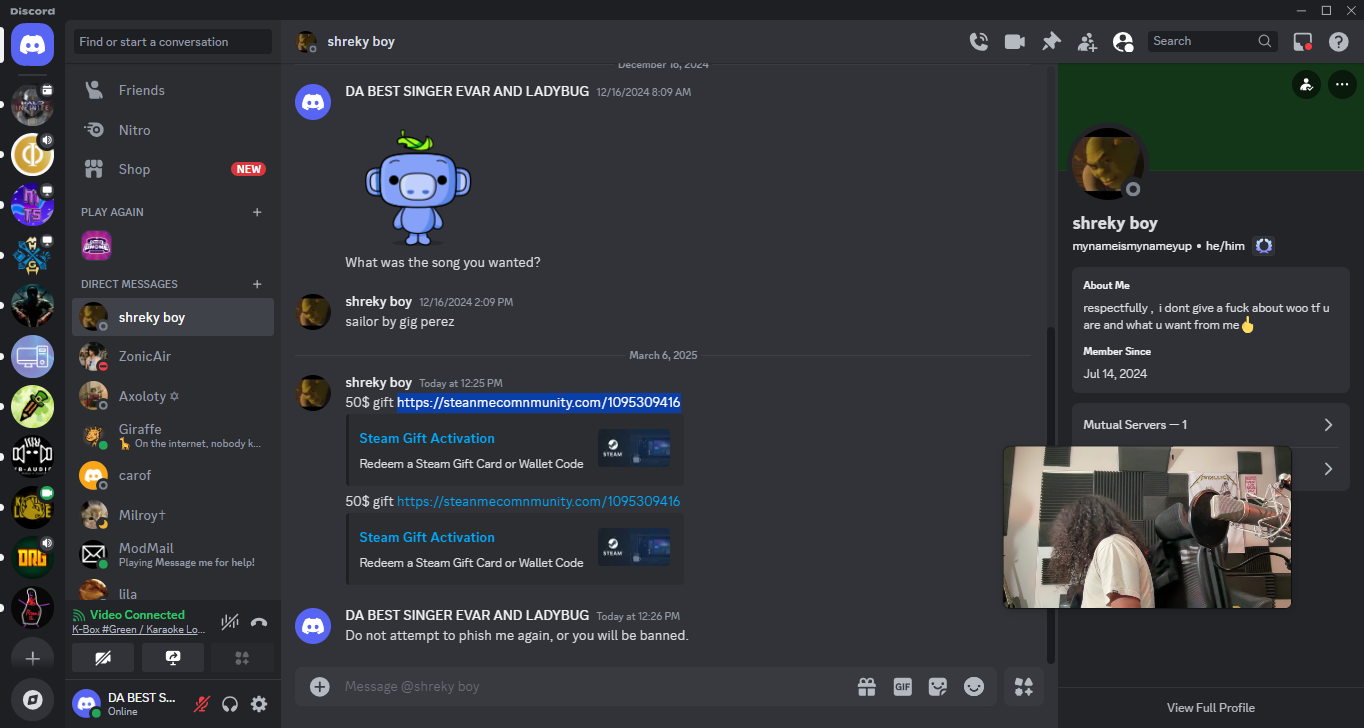 Discord
Find or start a conversation
Friends
Nitro
Shop
NEW
PLAY AGAIN
DIRECT MESSAGES
shreky boy
ZonicAir
Axoloty
Giraffe
On the internet, nobody k...
carof
Milroy†
ModMail
Playing Message me for help!
lila
Video Connected
K-Box #Green / Karaoke Lo...
DA BEST S...
Online
shreky boy
Search
December 16, 2024
DA BEST SINGER EVAR AND LADYBUG 12/16/2024 8:09 AM
What was the song you wanted?
shreky boy 12/16/2024 2:09 PM
sailor by gig perez
March 6, 2025
shreky boy Today at 12:25 PM
50$ gift https://steanmecomnmunity.com/1095309416
Steam Gift Activation
Redeem a Steam Gift Card or Wallet Code
STEAM
50$ gift https://steanmecomnmunity.com/1095309416
Steam Gift Activation
Redeem a Steam Gift Card or Wallet Code
STEAM
DA BEST SINGER EVAR AND LADYBUG Today at 12:26 PM
Do not attempt to phish me again, or you will be banned.
Message @shreky boy
GIF
shreky boy
mynameismynameyup • he/him
About Me
respectfully , i dont give a fuck about woo tf u
are and what u want from me🖕
Member Since
Jul 14, 2024
Mutual Servers — 1
View Full Profile